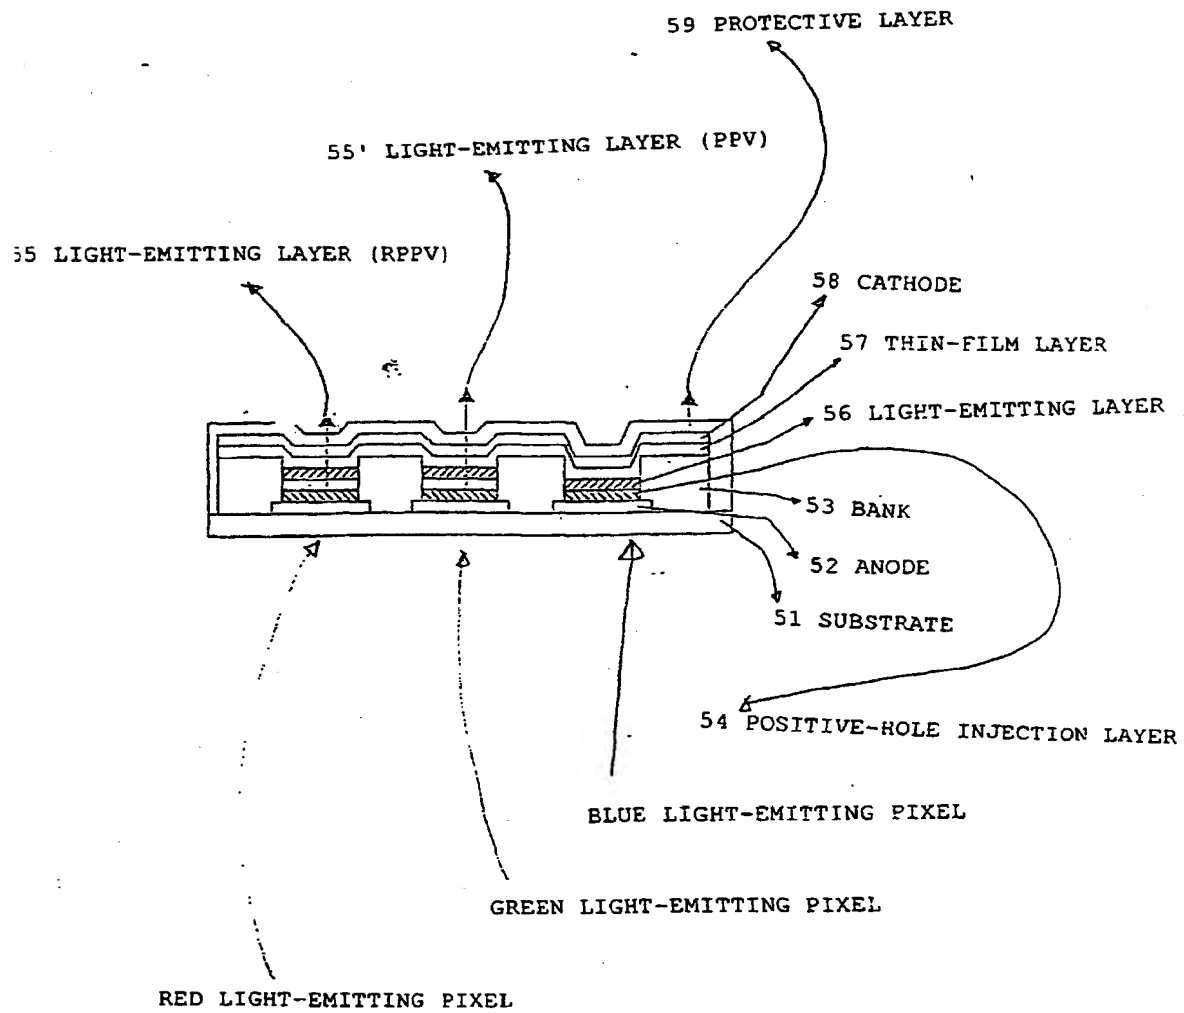 59 PROTECTIVE LAYER
55' LIGHT-EMITTING LAYER (PPV)
55 LIGHT-EMITTING LAYER (RPPV)
58 CATHODE
57 THIN-FILM LAYER
56 LIGHT-EMITTING LAYER
53 BANK
52 ANODE
51 SUBSTRATE
54 POSITIVE-HOLE INJECTION LAYER
BLUE LIGHT-EMITTING PIXEL
GREEN LIGHT-EMITTING PIXEL
RED LIGHT-EMITTING PIXEL